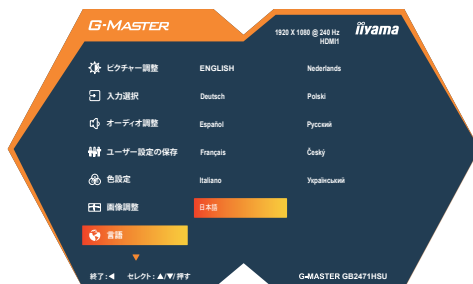 G-MASTER
1920 X 1080 @ 240 Hz
HDMI1
iiyama
ピクチャー調整 ENGLISH Nederlands
入力選択 Deutsch Polski
オーディオ調整 Español Русский
ユーザー設定の保存 Français Český
色設定 Italiano Український
画像調整 日本語
言語
終了:◀ セレクト:▲/▼/押す G-MASTER GB2471HSU